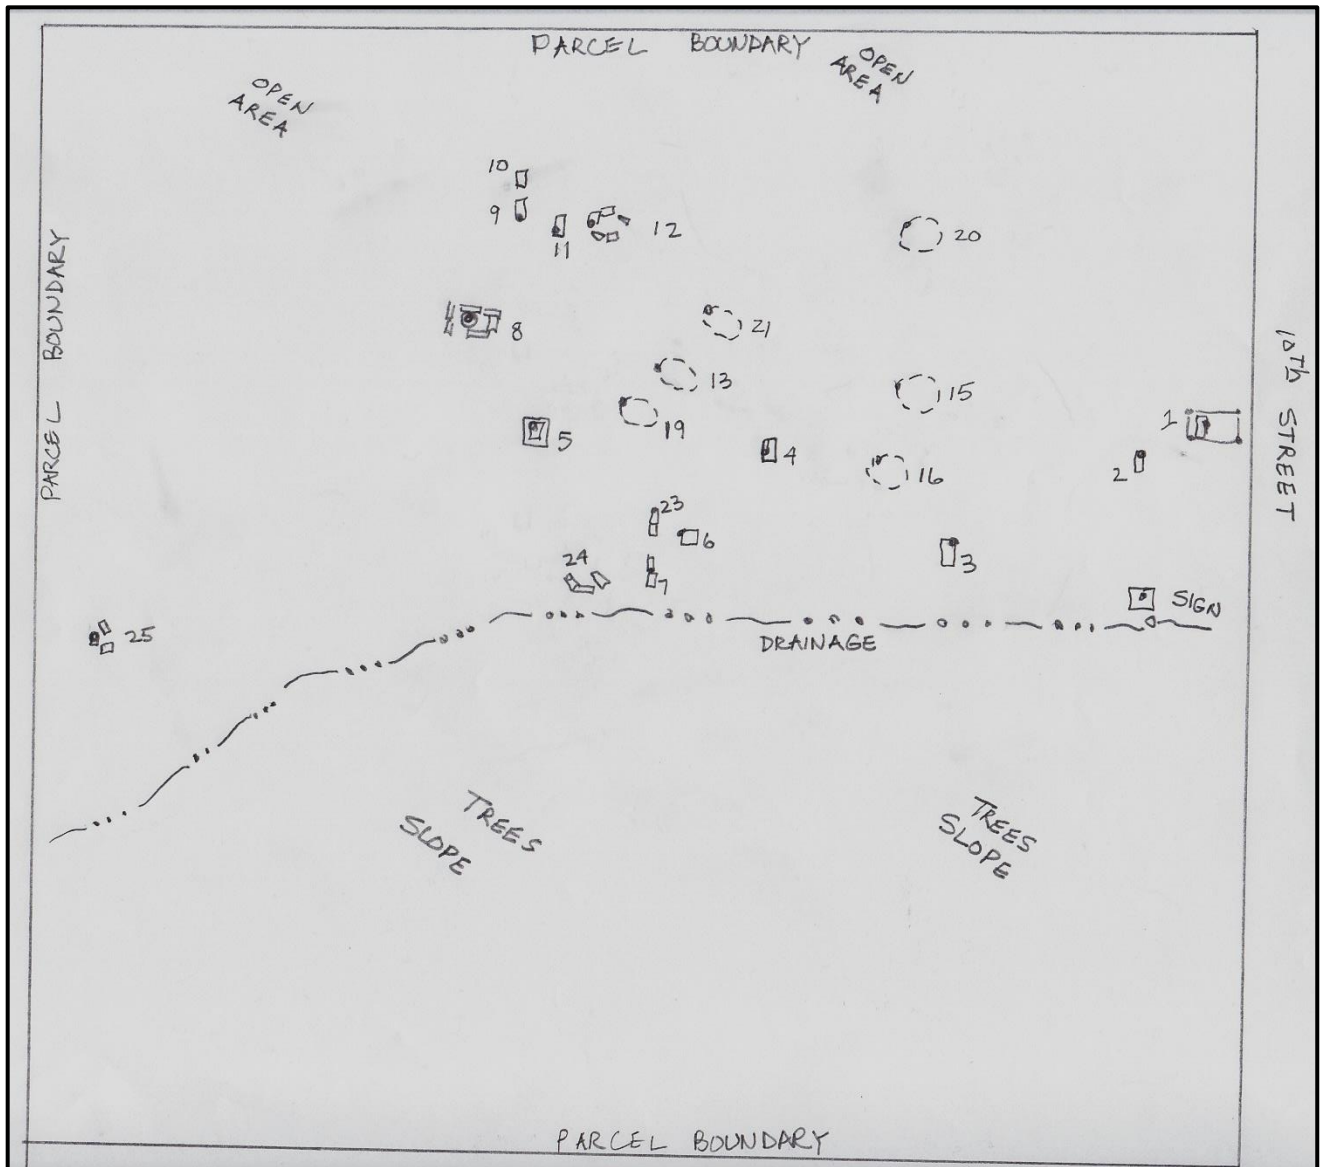 PARCEL BOUNDARY
OPEN
AREA
OPEN
AREA
10
9
11
12
20
PARCEL BOUNDARY
8
21
13
15
19
5
4
16
1
2
10Th STREET
23
6
24
7
3
SIGN
25
DRAINAGE
TREES
SLOPE
TREES
SLOPE
PARCEL BOUNDARY